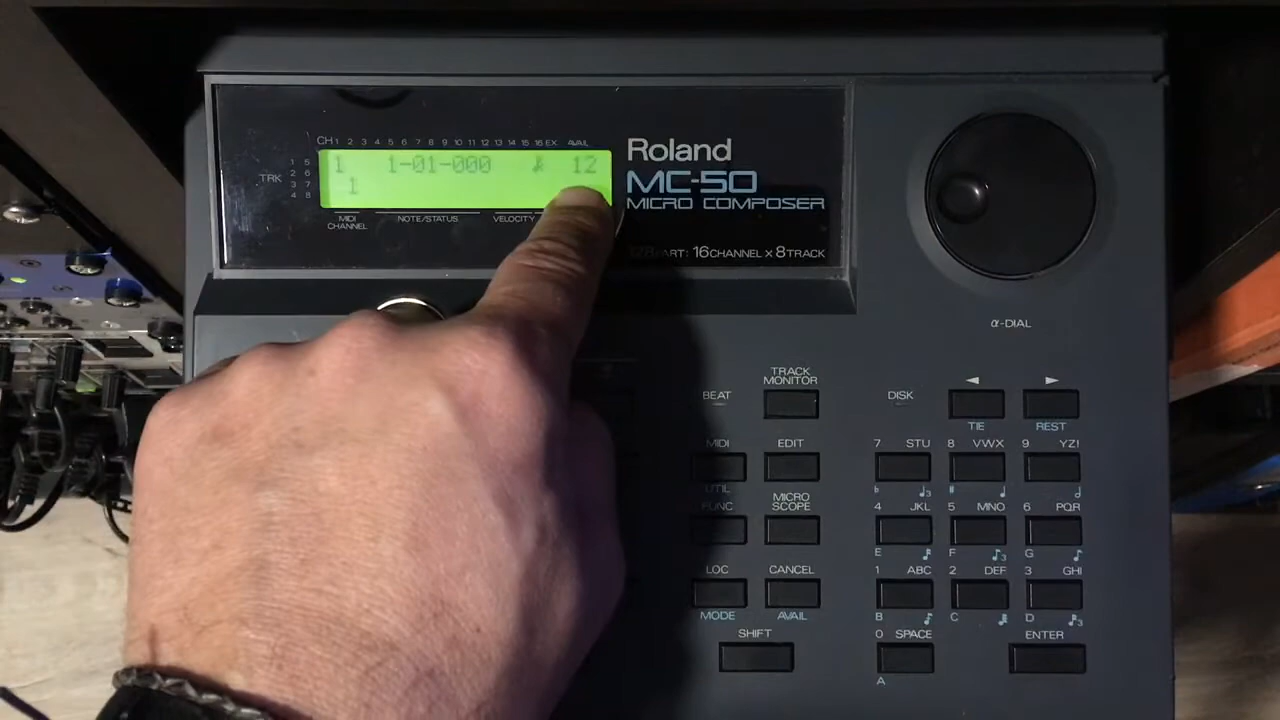 CH 1 2 3 4 5 6 7 8 9 10 11 12 13 14 15 16 EX AVAIL
1 5
TRK 2 6
3 7
4 8
1 1-01-000 12
1
MIDI CHANNEL NOTE/STATUS VELOCITY
Roland
MC-50
MICRO COMPOSER
128PART: 16CHANNEL × 8TRACK
α-DIAL
BEAT
TRACK MONITOR
DISK
◄ ►
TIE REST
MIDI EDIT
7 STU 8 VWX 9 YZ!
UTIL
FUNC
MICRO SCOPE
♭ ♯
4 JKL 5 MNO 6 PQR
E F G
LOC CANCEL
1 ABC 2 DEF 3 GHI
MODE AVAIL
B C D
SHIFT
0 SPACE ENTER
A